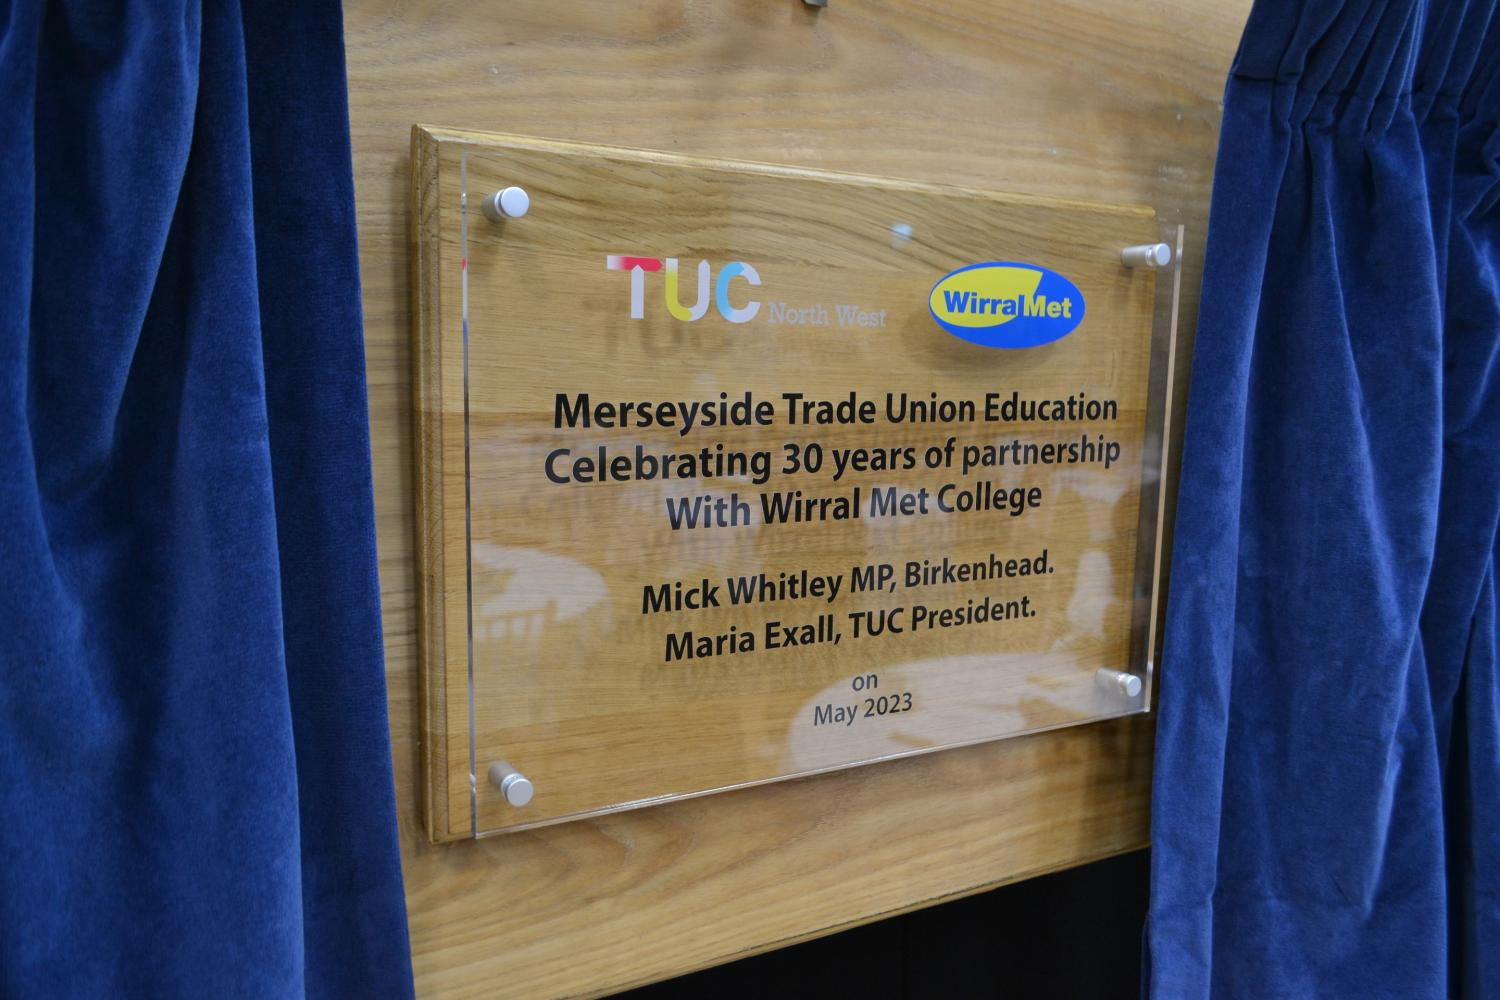 TUC North West
WirralMet
Merseyside Trade Union Education
Celebrating 30 years of partnership
With Wirral Met College
Mick Whitley MP, Birkenhead.
Maria Exall, TUC President.
on
May 2023